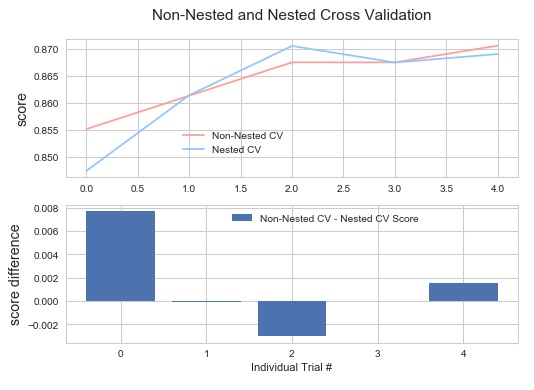 Non-Nested and Nested Cross Validation
0.870
0.865
0.860
0.855
0.850
score
Non-Nested CV
Nested CV
0.0 0.5 1.0 1.5 2.0 2.5 3.0 3.5 4.0
0.008
0.006
0.004
0.002
0.000
−0.002
score difference
Non-Nested CV - Nested CV Score
0 1 2 3 4
Individual Trial #